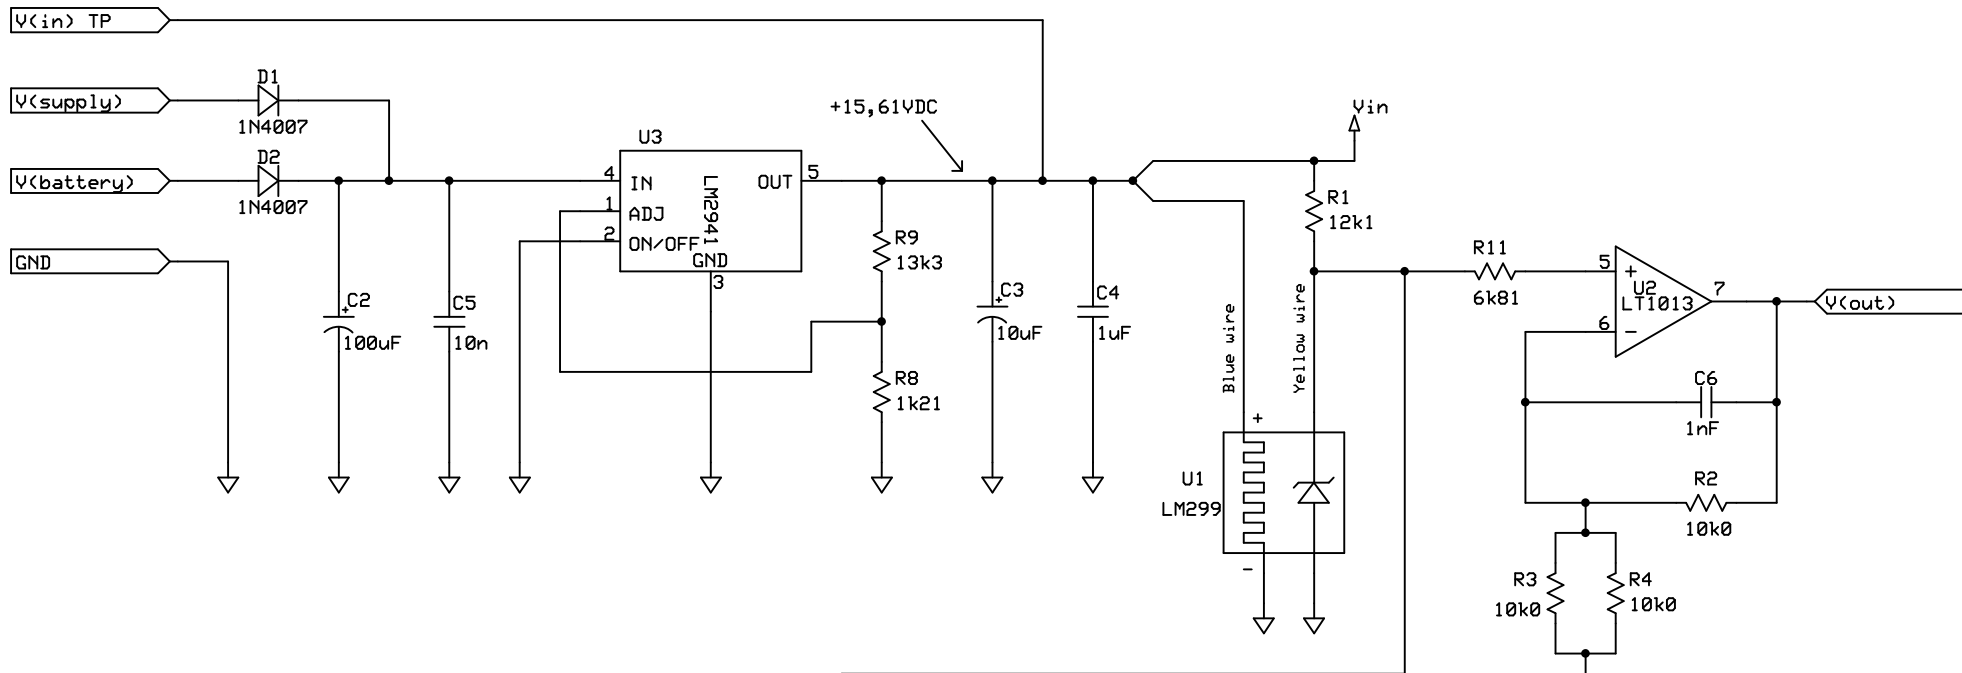 V(in) TP
V(supply)
D1
1N4007
V(battery)
D2
1N4007
GND
C2
+
100uF
C5
10n
U3
LM2941
4
IN
1
ADJ
2
ON/OFF
GND
3
OUT
5
+15,61VDC
R9
13k3
R8
1k21
C3
+
10uF
C4
1uF
Vin
R1
12k1
Blue wire
Yellow wire
+
U1
LM299
-
R11
6k81
5
+
U2
LT1013
6
-
7
V(out)
C6
1nF
R2
10k0
R3
10k0
R4
10k0